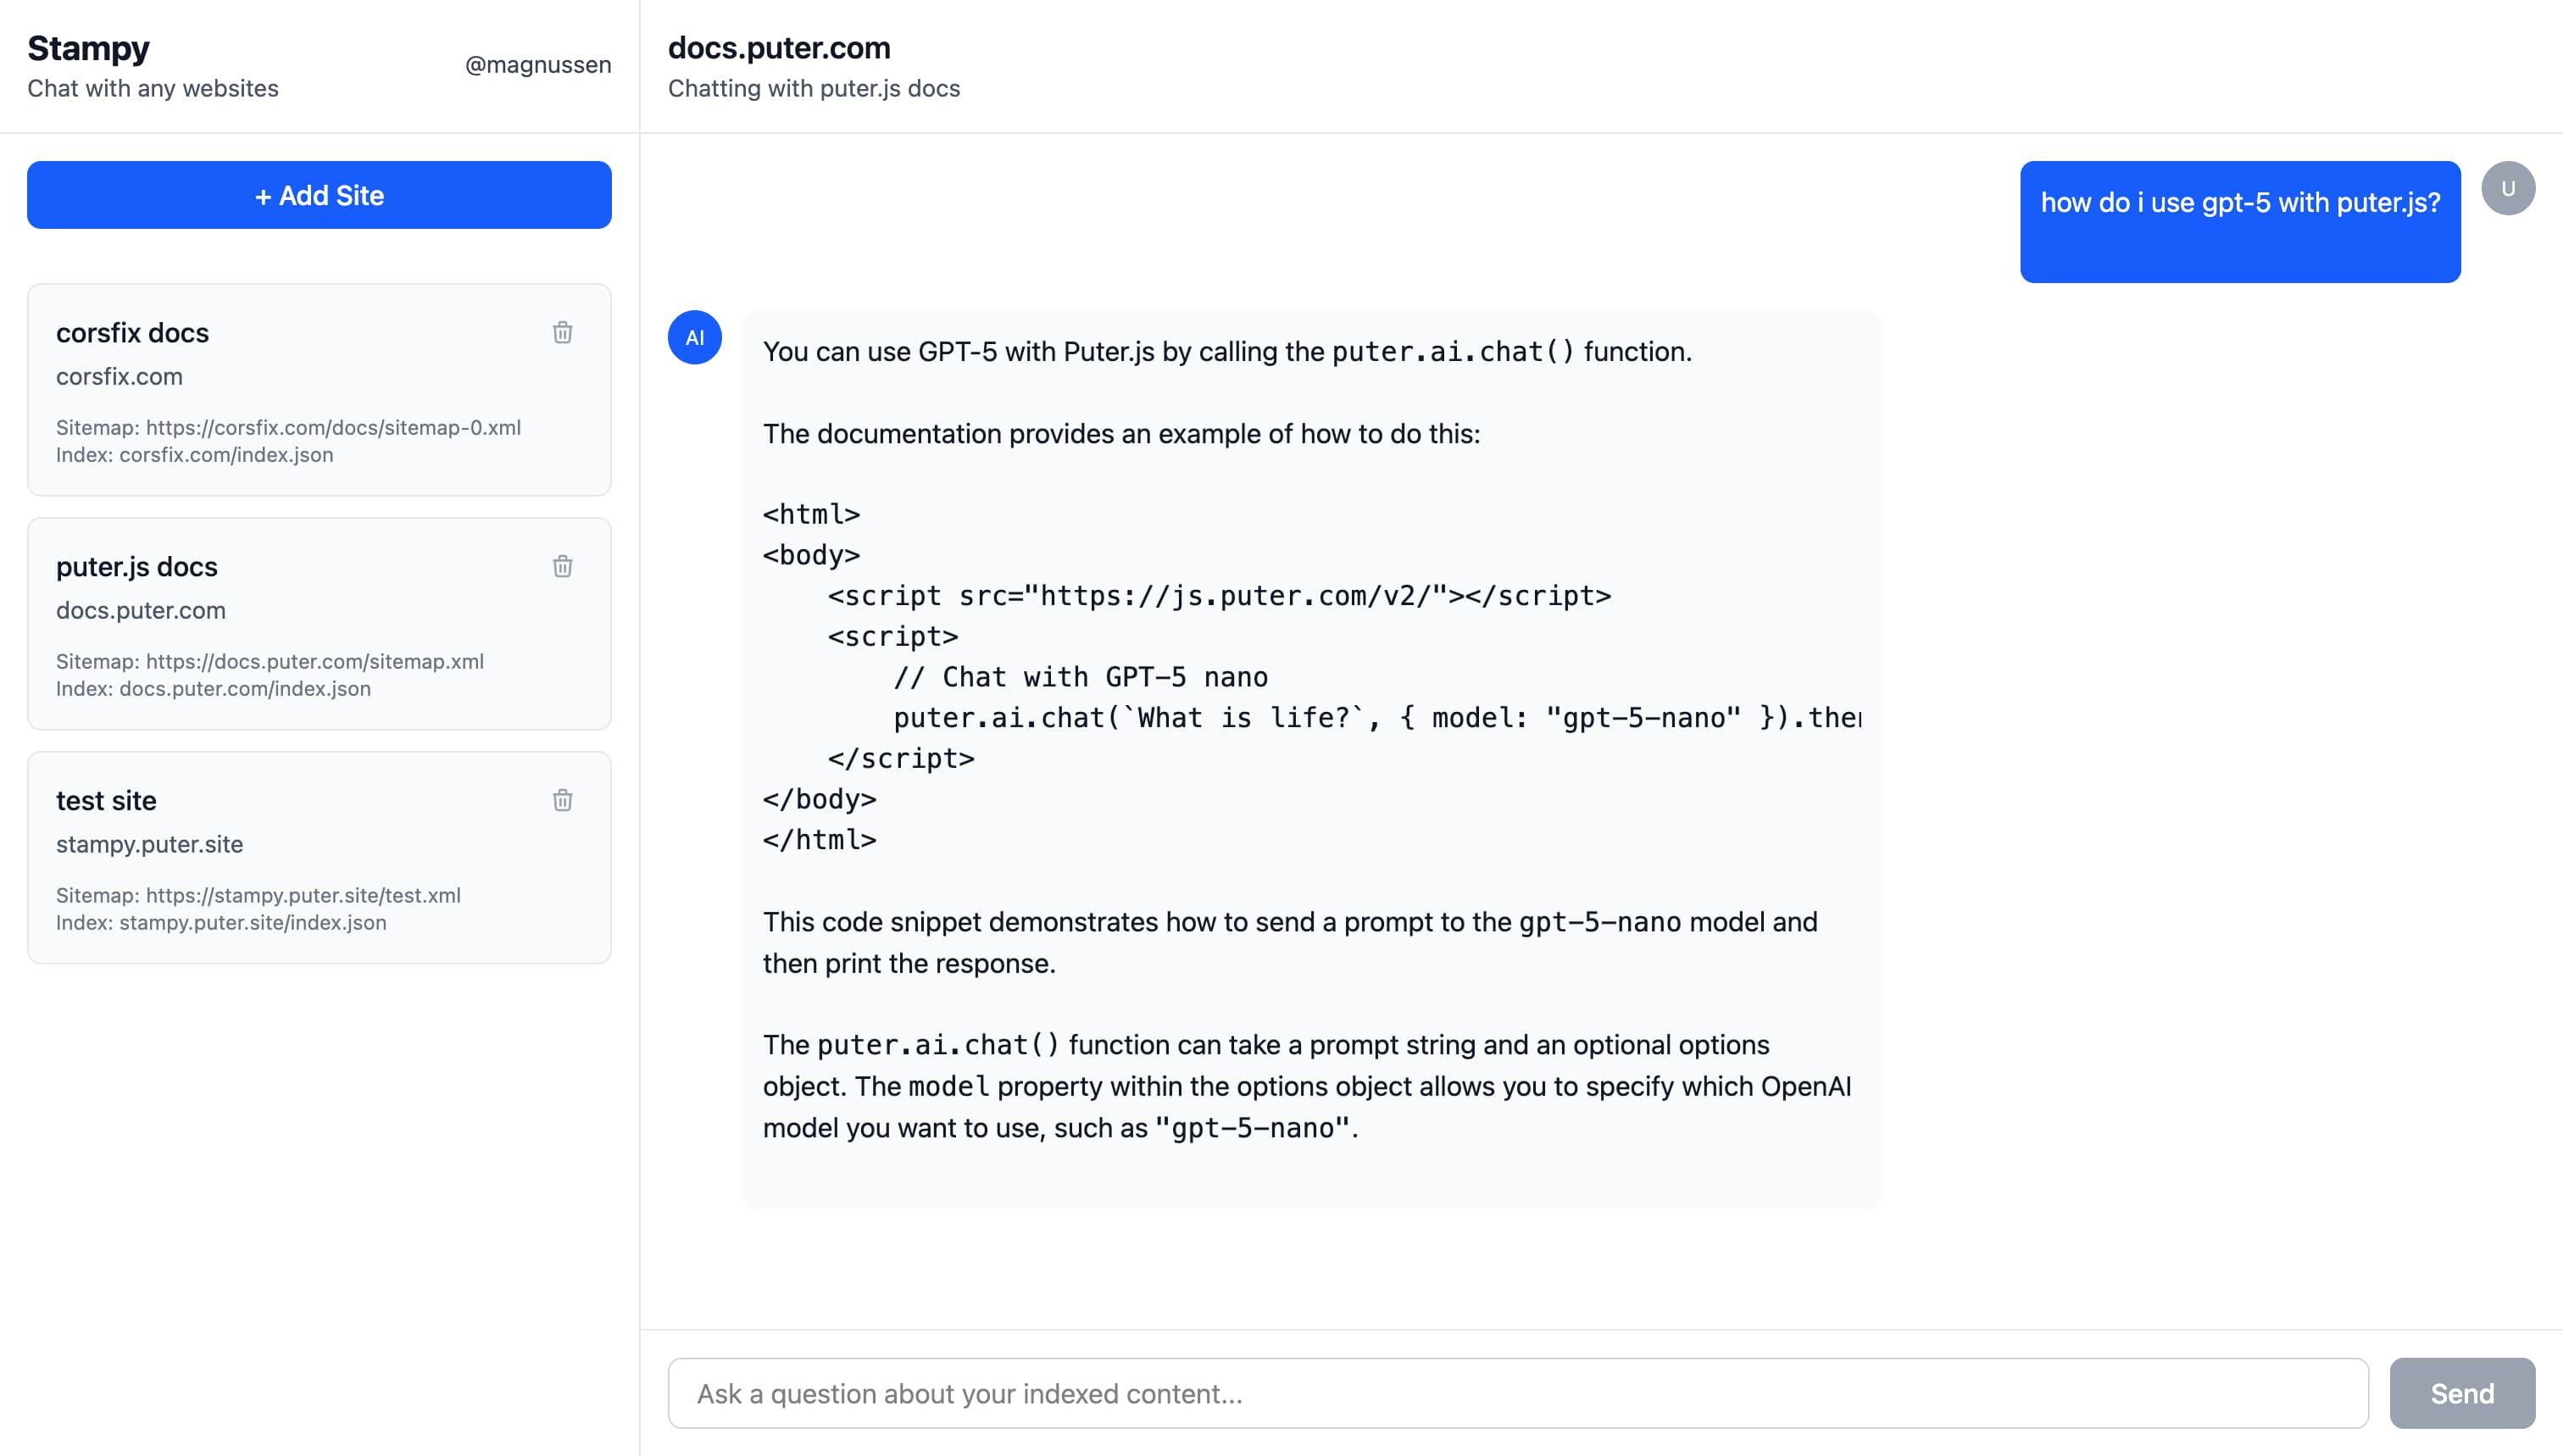 Stampy
Chat with any websites
@magnussen
+ Add Site
corsfix docs
corsfix.com
Sitemap: https://corsfix.com/docs/sitemap-0.xml
Index: corsfix.com/index.json
puter.js docs
docs.puter.com
Sitemap: https://docs.puter.com/sitemap.xml
Index: docs.puter.com/index.json
test site
stampy.puter.site
Sitemap: https://stampy.puter.site/test.xml
Index: stampy.puter.site/index.json
docs.puter.com
Chatting with puter.js docs
how do i use gpt-5 with puter.js?
U
AI
You can use GPT-5 with Puter.js by calling the puter.ai.chat() function.
The documentation provides an example of how to do this:
<html>
<body>
    <script src="https://js.puter.com/v2/"></script>
    <script>
        // Chat with GPT-5 nano
        puter.ai.chat(`What is life?`, { model: "gpt-5-nano" }).the
    </script>
</body>
</html>
This code snippet demonstrates how to send a prompt to the gpt-5-nano model and
then print the response.
The puter.ai.chat() function can take a prompt string and an optional options
object. The model property within the options object allows you to specify which OpenAI
model you want to use, such as "gpt-5-nano".
Ask a question about your indexed content...
Send